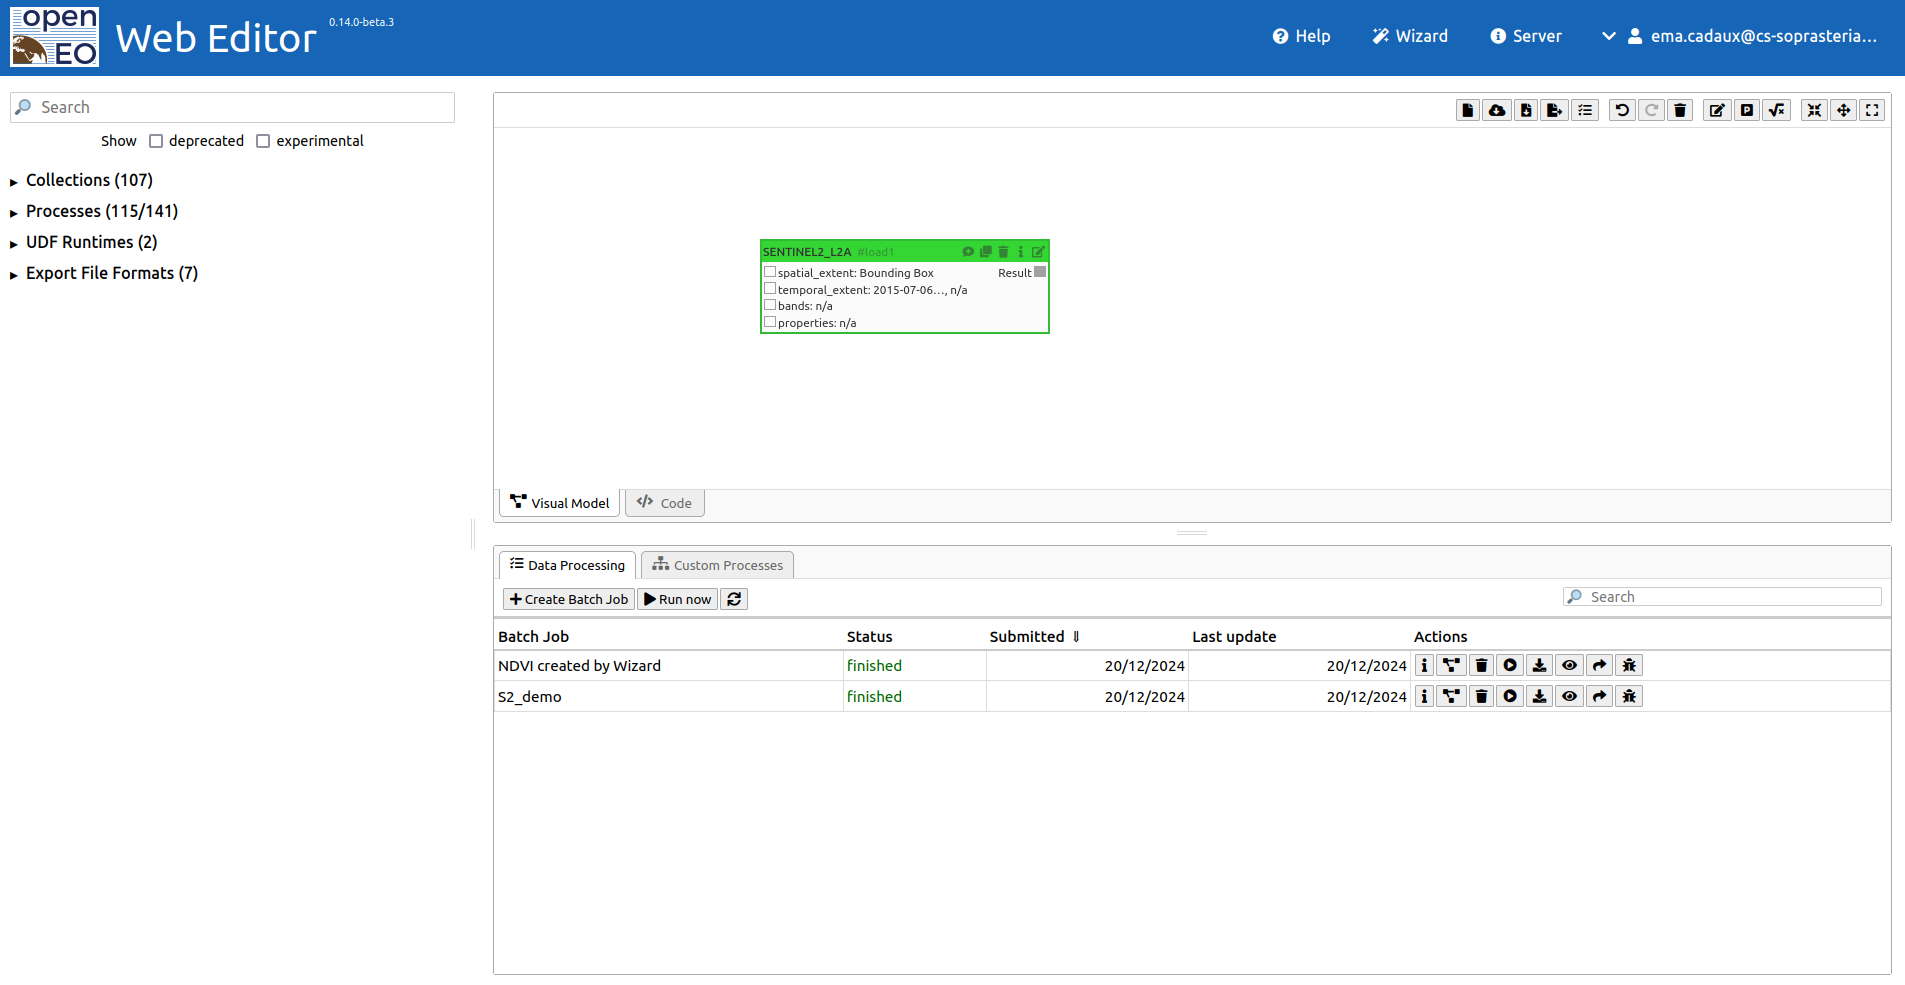 open
EO
Web Editor 0.14.0-beta.3
Help Wizard Server ema.cadaux@cs-soprasteria...
Search
Show deprecated experimental
Collections (107)
Processes (115/141)
UDF Runtimes (2)
Export File Formats (7)
SENTINEL2_L2A #load1
spatial_extent: Bounding Box Result
temporal_extent: 2015-07-06..., n/a
bands: n/a
properties: n/a
Visual Model Code
Data Processing Custom Processes
Create Batch Job Run now Search
Batch Job Status Submitted ⇓ Last update Actions
NDVI created by Wizard finished 20/12/2024 20/12/2024
S2_demo finished 20/12/2024 20/12/2024